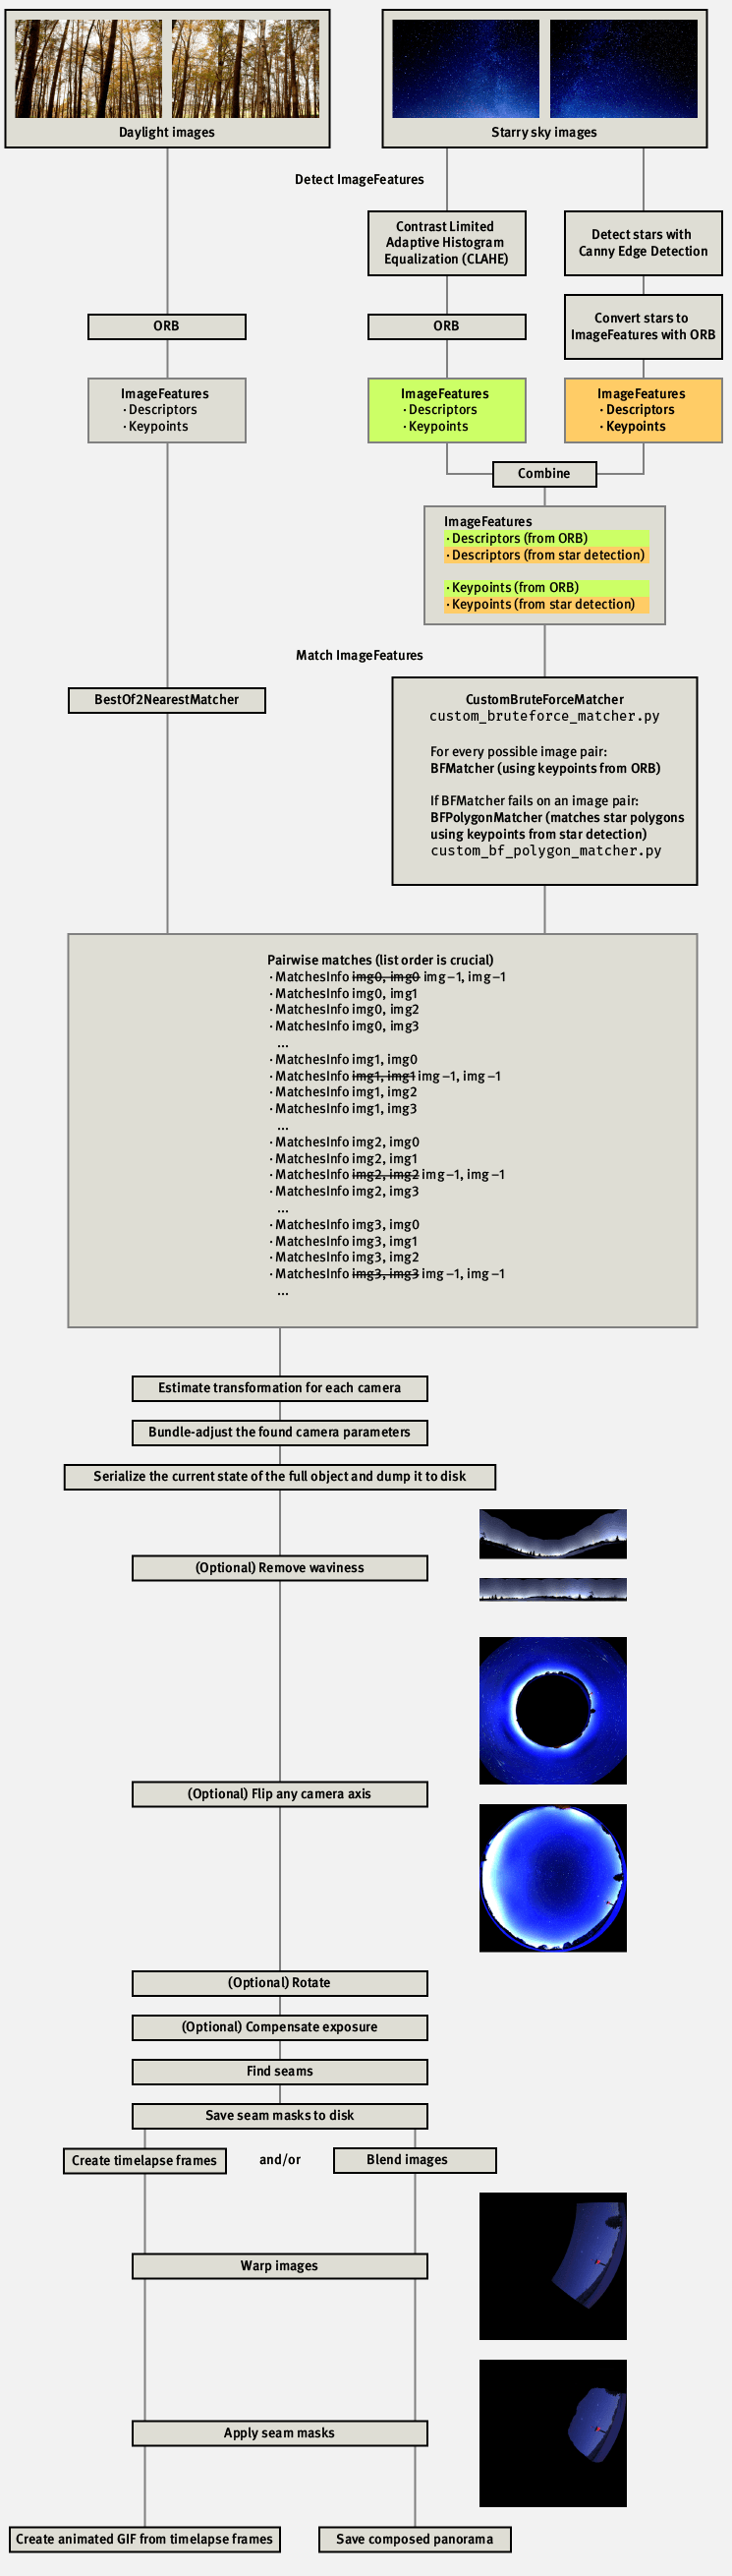 Daylight images
Starry sky images
Detect ImageFeatures
Contrast Limited
Adaptive Histogram
Equalization (CLAHE)
Detect stars with
Canny Edge Detection
ORB
ORB
Convert stars to
ImageFeatures with ORB
ImageFeatures
· Descriptors
· Keypoints
ImageFeatures
· Descriptors
· Keypoints
ImageFeatures
· Descriptors
· Keypoints
Combine
ImageFeatures
· Descriptors (from ORB)
· Descriptors (from star detection)
· Keypoints (from ORB)
· Keypoints (from star detection)
Match ImageFeatures
BestOf2NearestMatcher
CustomBruteForceMatcher
custom_bruteforce_matcher.py
For every possible image pair:
BFMatcher (using keypoints from ORB)
If BFMatcher fails on an image pair:
BFPolygonMatcher (matches star polygons
using keypoints from star detection)
custom_bf_polygon_matcher.py
Pairwise matches (list order is crucial)
· MatchesInfo img0, img0 img−1, img−1
· MatchesInfo img0, img1
· MatchesInfo img0, img2
· MatchesInfo img0, img3
...
· MatchesInfo img1, img0
· MatchesInfo img1, img1 img−1, img−1
· MatchesInfo img1, img2
· MatchesInfo img1, img3
...
· MatchesInfo img2, img0
· MatchesInfo img2, img1
· MatchesInfo img2, img2 img−1, img−1
· MatchesInfo img2, img3
...
· MatchesInfo img3, img0
· MatchesInfo img3, img1
· MatchesInfo img3, img2
· MatchesInfo img3, img3 img−1, img−1
...
Estimate transformation for each camera
Bundle-adjust the found camera parameters
Serialize the current state of the full object and dump it to disk
(Optional) Remove waviness
(Optional) Flip any camera axis
(Optional) Rotate
(Optional) Compensate exposure
Find seams
Save seam masks to disk
Create timelapse frames
and/or
Blend images
Warp images
Apply seam masks
Create animated GIF from timelapse frames
Save composed panorama